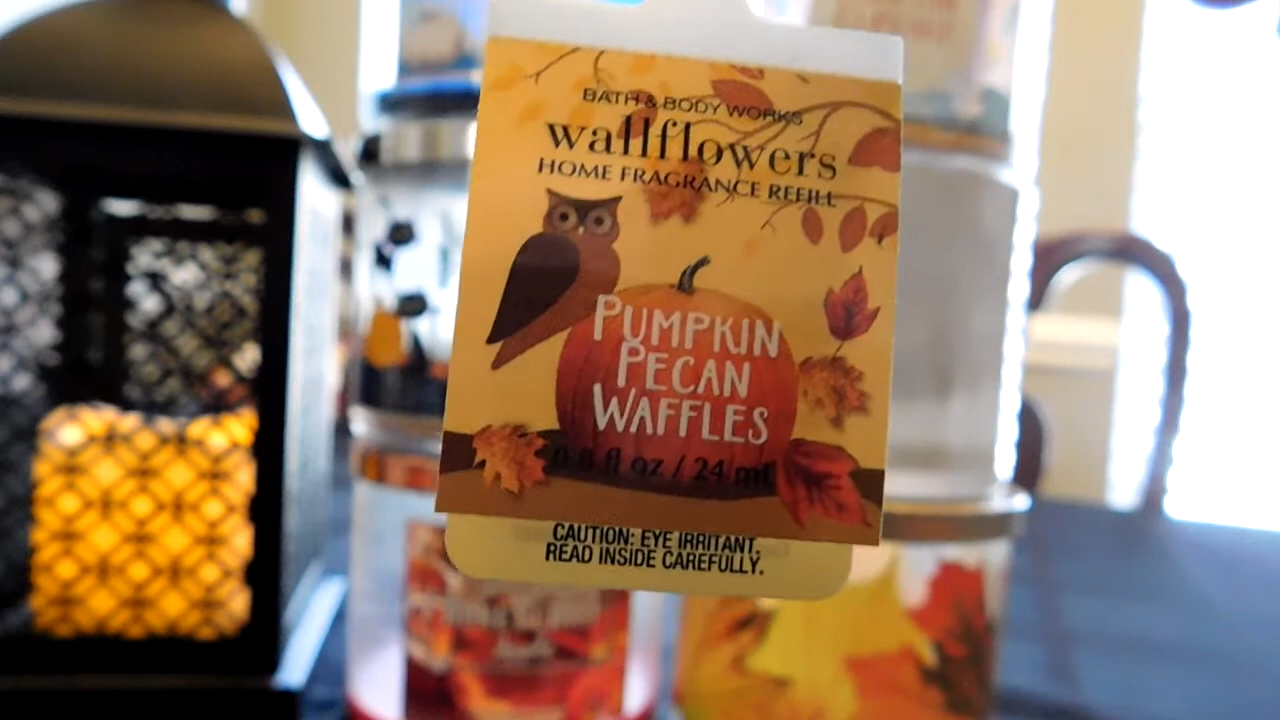 BATH & BODY WORKS
wallflowers
HOME FRAGRANCE REFILL
PUMPKIN
PECAN
WAFFLES
0.8 fl oz / 24 mL
CAUTION: EYE IRRITANT.
READ INSIDE CAREFULLY.